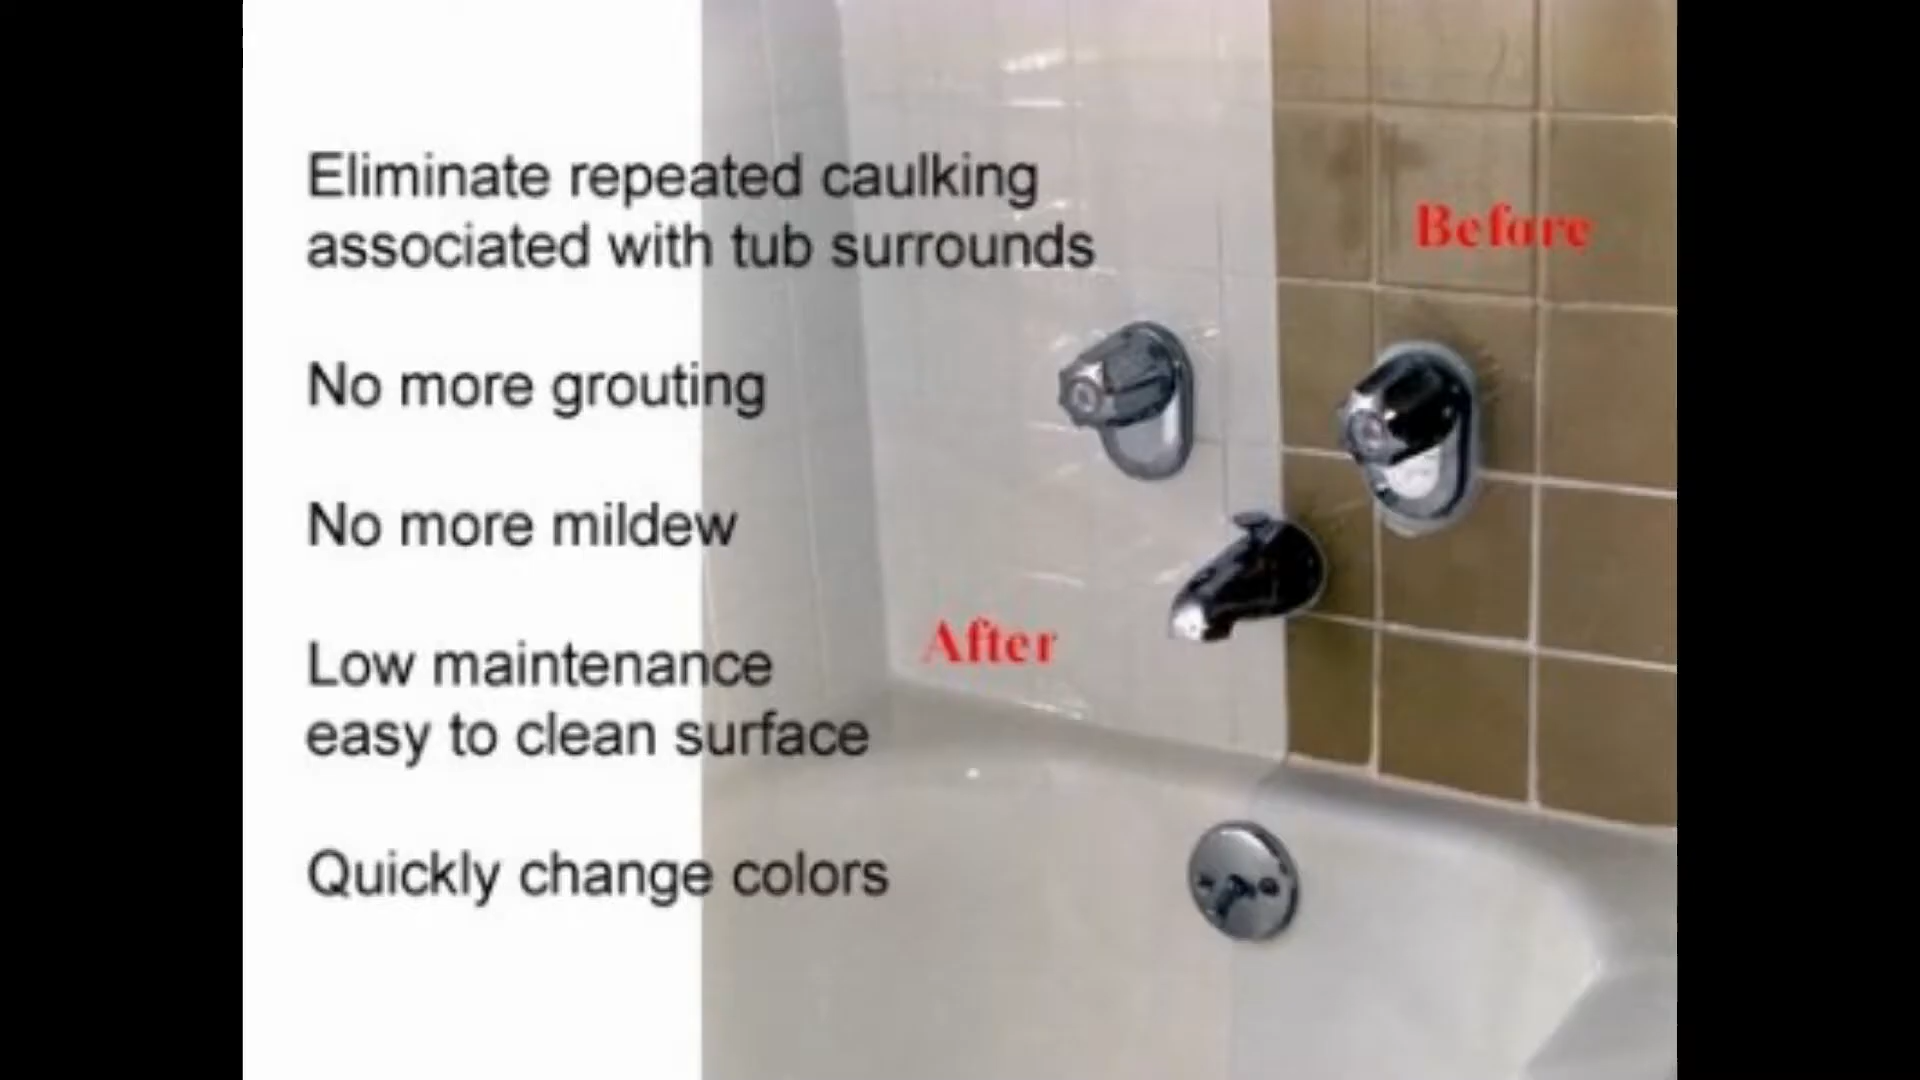 Eliminate repeated caulking
associated with tub surrounds
No more grouting
No more mildew
Low maintenance
easy to clean surface
Quickly change colors
Before
After